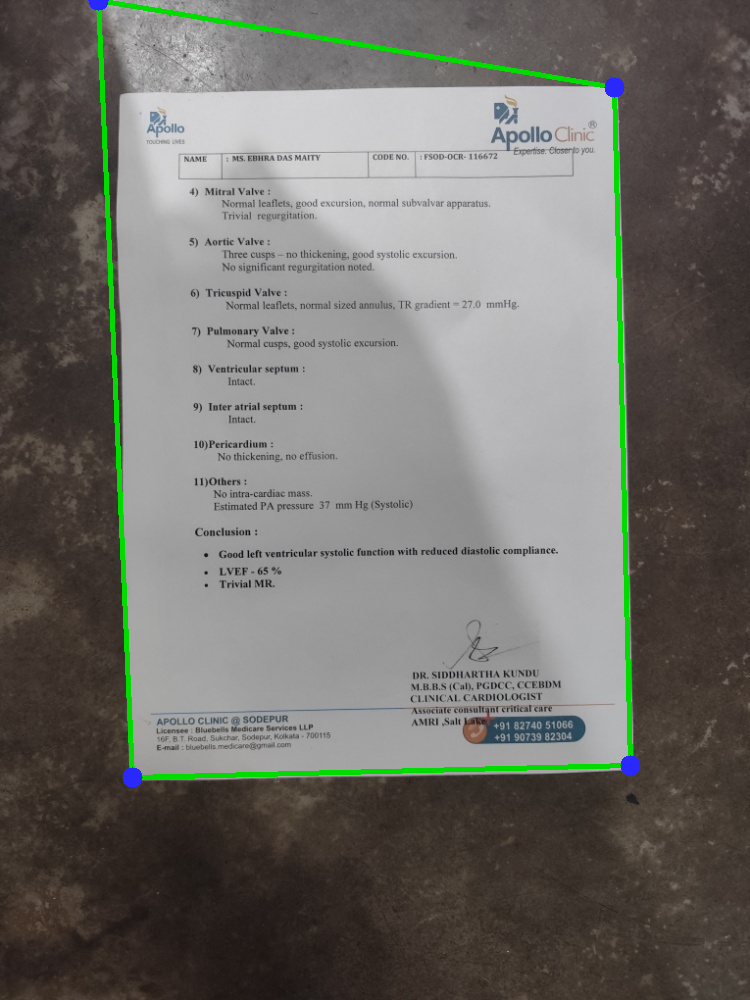 Apollo
TOUCHING LIVES
Apollo Clinic®
Expertise. Closer to you.
NAME : MS. EBHRA DAS MAITY CODE NO. : FSOD-OCR- 116672
4) Mitral Valve :
Normal leaflets, good excursion, normal subvalvar apparatus.
Trivial regurgitation.
5) Aortic Valve :
Three cusps – no thickening, good systolic excursion.
No significant regurgitation noted.
6) Tricuspid Valve :
Normal leaflets, normal sized annulus, TR gradient = 27.0 mmHg.
7) Pulmonary Valve :
Normal cusps, good systolic excursion.
8) Ventricular septum :
Intact.
9) Inter atrial septum :
Intact.
10)Pericardium :
No thickening, no effusion.
11)Others :
No intra-cardiac mass.
Estimated PA pressure 37 mm Hg (Systolic)
Conclusion :
• Good left ventricular systolic function with reduced diastolic compliance.
• LVEF - 65 %
• Trivial MR.
DR. SIDDHARTHA KUNDU
M.B.B.S (Cal), PGDCC, CCEBDM
CLINICAL CARDIOLOGIST
Associate consultant critical care
AMRI ,Salt Lake
APOLLO CLINIC @ SODEPUR
Licensee : Bluebells Medicare Services LLP
16F, B.T. Road, Sukchar, Sodepur, Kolkata - 700115
E-mail : bluebells.medicare@gmail.com
+91 82740 51066
+91 90739 82304